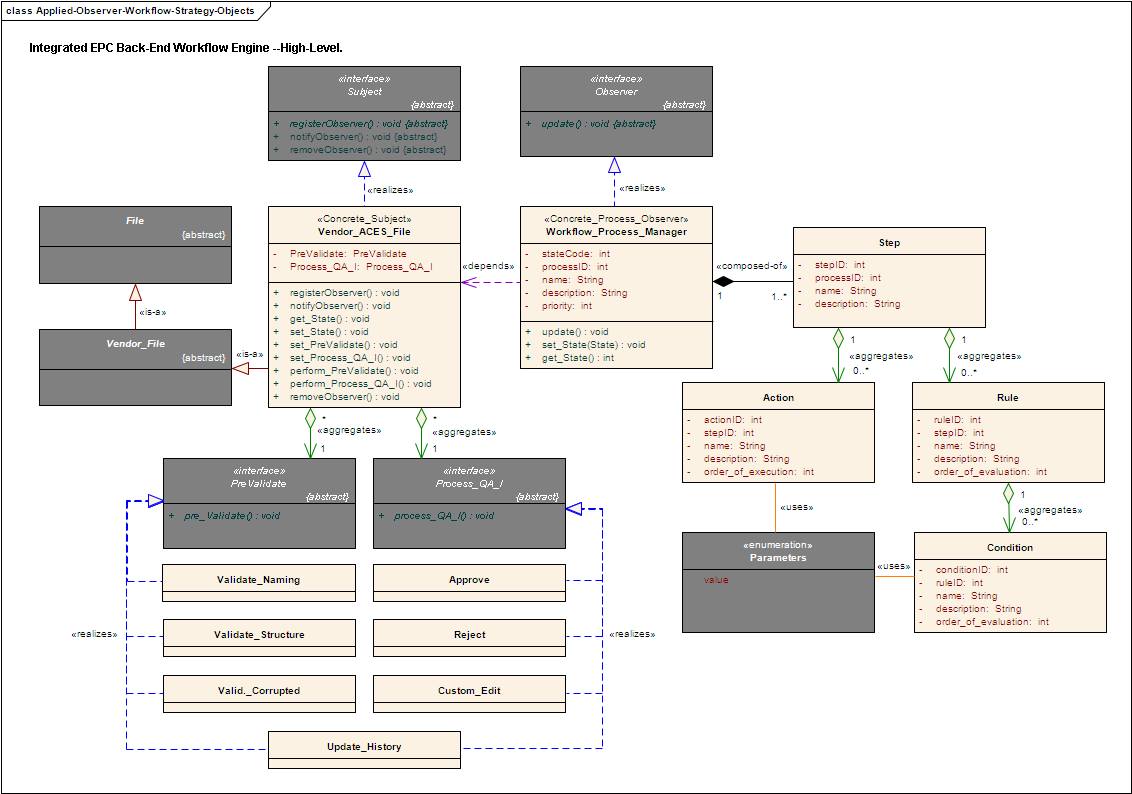 class Applied-Observer-Workflow-Strategy-Objects
Integrated EPC Back-End Workflow Engine --High-Level.
«interface»
Subject
{abstract}
+ registerObserver() : void {abstract}
+ notifyObserver() : void {abstract}
+ removeObserver() : void {abstract}
«interface»
Observer
{abstract}
+ update() : void {abstract}
«realizes»
«realizes»
File
{abstract}
«is-a»
Vendor_File
{abstract}
«is-a»
«Concrete_Subject»
Vendor_ACES_File
- PreValidate: PreValidate
- Process_QA_I: Process_QA_I
+ registerObserver() : void
+ notifyObserver() : void
+ get_State() : void
+ set_State() : void
+ set_PreValidate() : void
+ set_Process_QA_I() : void
+ perform_PreValidate() : void
+ perform_Process_QA_I() : void
+ removeObserver() : void
«depends»
«Concrete_Process_Observer»
Workflow_Process_Manager
- stateCode: int
- processID: int
- name: String
- description: String
- priority: int
+ update() : void
+ set_State(State) : void
+ get_State() : int
«composed-of»
1
1..*
Step
- stepID: int
- processID: int
- name: String
- description: String
1
«aggregates»
0..*
1
«aggregates»
0..*
Action
- actionID: int
- stepID: int
- name: String
- description: String
- order_of_execution: int
Rule
- ruleID: int
- stepID: int
- name: String
- description: String
- order_of_evaluation: int
*
«aggregates»
1
*
«aggregates»
1
«interface»
PreValidate
{abstract}
+ pre_Validate() : void
«interface»
Process_QA_I
{abstract}
+ process_QA_I() : void
«uses»
1
«aggregates»
0..*
«enumeration»
Parameters
value
«uses»
Condition
- conditionID: int
- ruleID: int
- name: String
- description: String
- order_of_evaluation: int
Validate_Naming
Approve
«realizes»
Validate_Structure
Reject
«realizes»
Valid._Corrupted
Custom_Edit
Update_History